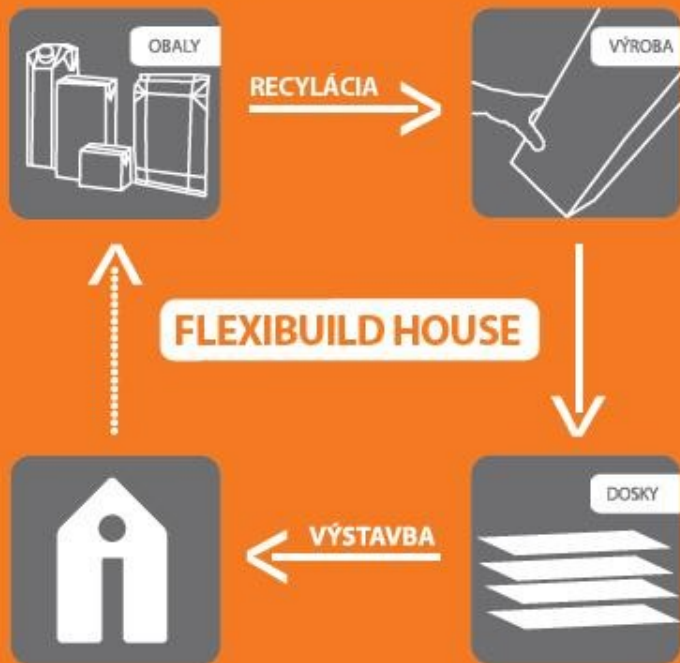 OBALY
RECYLÁCIA
VÝROBA
FLEXIBUILD HOUSE
VÝSTAVBA
DOSKY